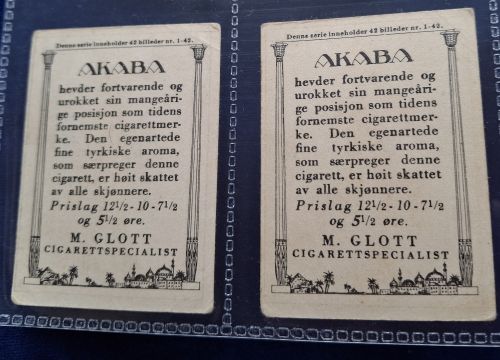 Denne serie inneholder 42 billeder nr. 1-42.
AKABA
hevder fortvarende og
urokket sin mangeåri-
ge posisjon som tidens
fornemste cigarettmer-
ke. Den egenartede
fine tyrkiske aroma,
som særpreger denne
cigarett, er høit skattet
av alle skjønnere.
Prislag 12½ - 10 - 7½
og 5½ øre.
M. GLOTT
CIGARETTSPECIALIST
Denne serie inneholder 42 billeder nr. 1-42.
AKABA
hevder fortvarende og
urokket sin mangeåri-
ge posisjon som tidens
fornemste cigarettmer-
ke. Den egenartede
fine tyrkiske aroma,
som særpreger denne
cigarett, er høit skattet
av alle skjønnere.
Prislag 12½ - 10 - 7½
og 5½ øre.
M. GLOTT
CIGARETTSPECIALIST